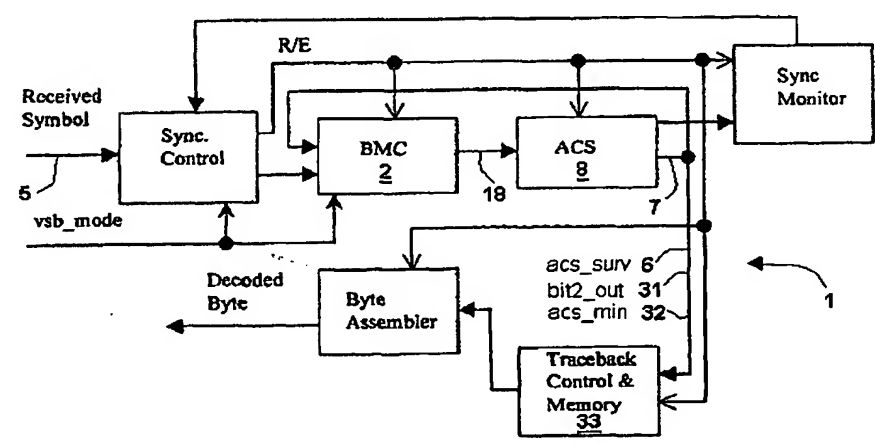 R/E
Received
Symbol
Sync.
Control
BMC
2
ACS
8
Sync
Monitor
5
18
7
vsb_mode
acs_surv 6
bit2_out 31
acs_min 32
1
Decoded
Byte
Byte
Assembler
Traceback
Control &
Memory
33